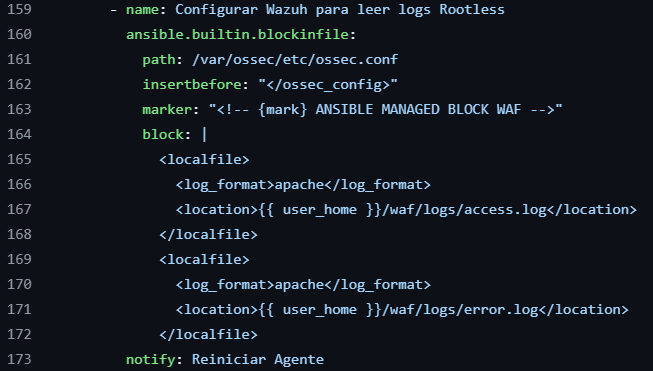 159 - name: Configurar Wazuh para leer logs Rootless
160 ansible.builtin.blockinfile:
161 path: /var/ossec/etc/ossec.conf
162 insertbefore: "</ossec_config>"
163 marker: "<!-- {mark} ANSIBLE MANAGED BLOCK WAF -->"
164 block: |
165 <localfile>
166 <log_format>apache</log_format>
167 <location>{{ user_home }}/waf/logs/access.log</location>
168 </localfile>
169 <localfile>
170 <log_format>apache</log_format>
171 <location>{{ user_home }}/waf/logs/error.log</location>
172 </localfile>
173 notify: Reiniciar Agente